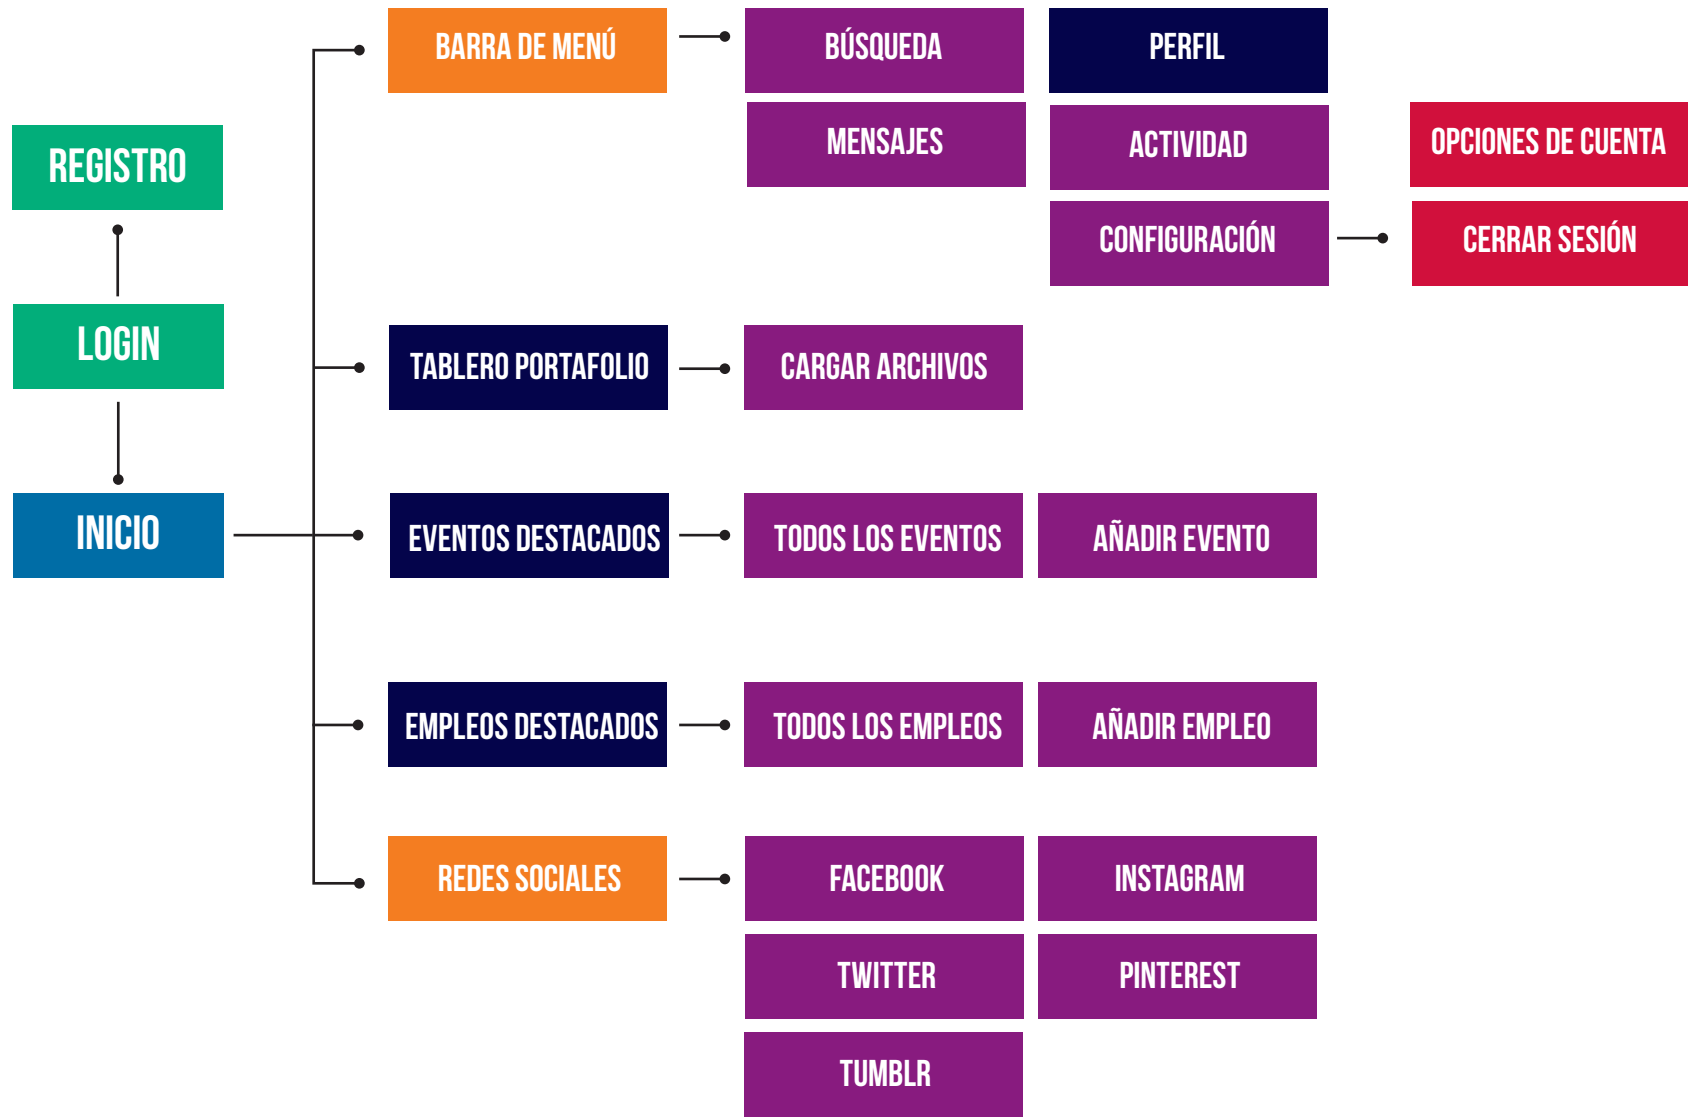 REGISTRO
LOGIN
INICIO
BARRA DE MENÚ
BÚSQUEDA
PERFIL
MENSAJES
ACTIVIDAD
OPCIONES DE CUENTA
CONFIGURACIÓN
CERRAR SESIÓN
TABLERO PORTAFOLIO
CARGAR ARCHIVOS
EVENTOS DESTACADOS
TODOS LOS EVENTOS
AÑADIR EVENTO
EMPLEOS DESTACADOS
TODOS LOS EMPLEOS
AÑADIR EMPLEO
REDES SOCIALES
FACEBOOK
INSTAGRAM
TWITTER
PINTEREST
TUMBLR